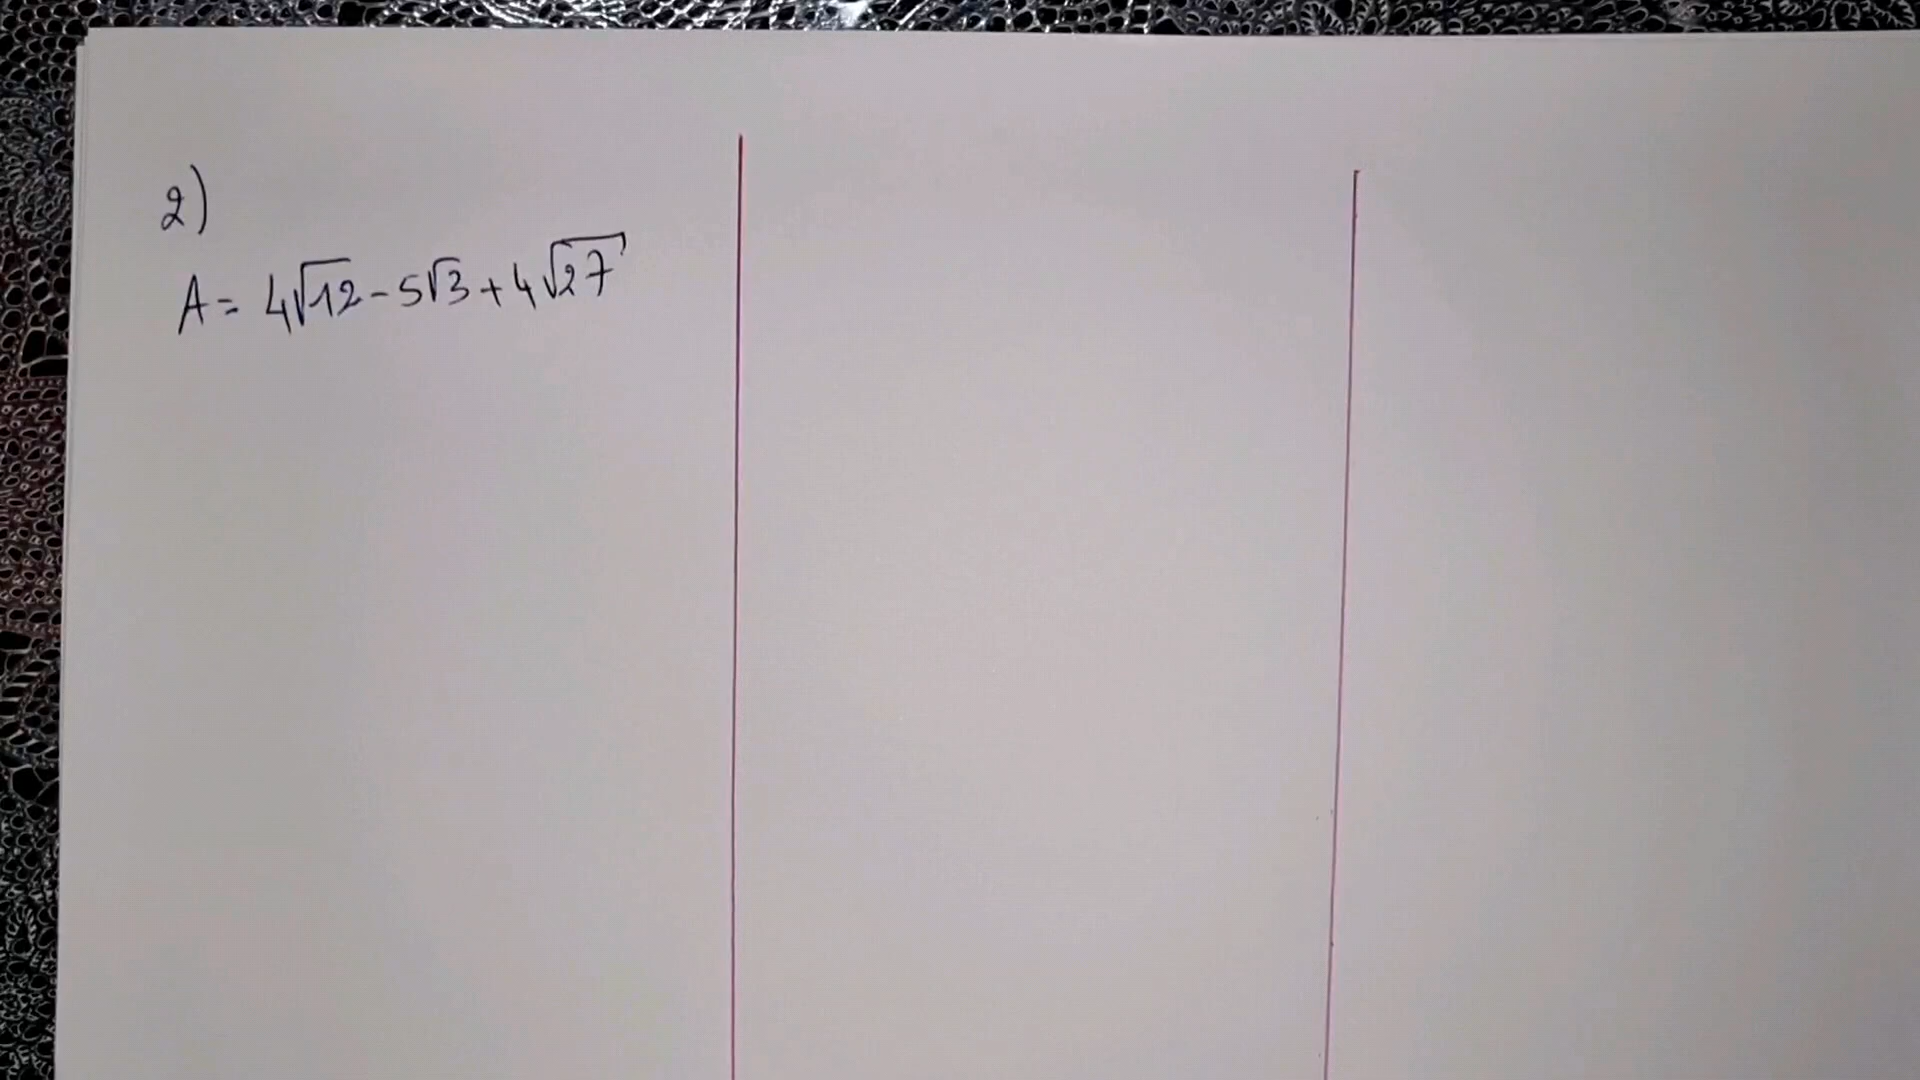 2)
A = 4√12 - 5√3 + 4√27